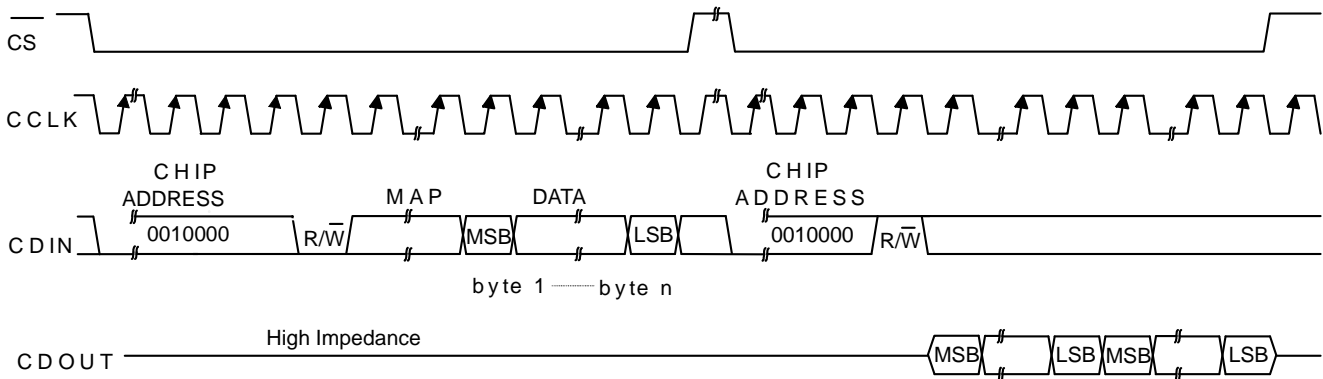 CS
CCLK
CHIP
ADDRESS
MAP
DATA
CHIP
ADDRESS
CDIN
0010000
R/W
MSB
LSB
0010000
R/W
byte 1
byte n
High Impedance
CDOUT
MSB
LSB
MSB
LSB